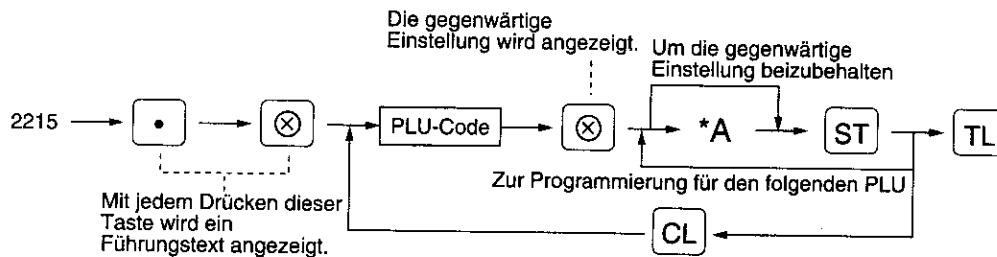 Die gegenwärtige
Einstellung wird angezeigt.
Um die gegenwärtige
Einstellung beizubehalten
2215 • ⊗ PLU-Code ⊗ *A ST TL
Zur Programmierung für den folgenden PLU
Mit jedem Drücken dieser
Taste wird ein
Führungstext angezeigt.
CL